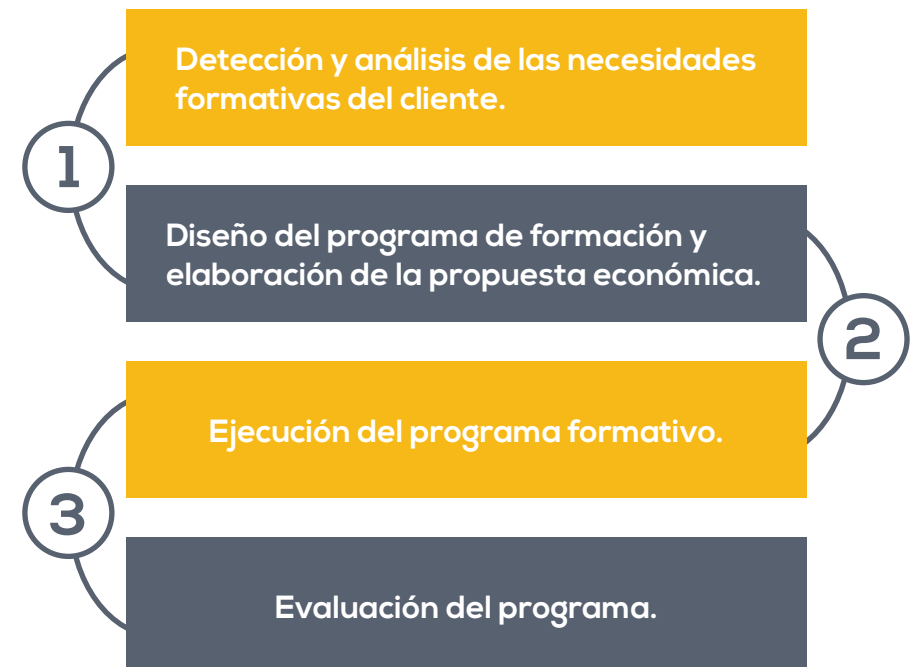 Detección y análisis de las necesidades
formativas del cliente.
1
Diseño del programa de formación y
elaboración de la propuesta económica.
2
Ejecución del programa formativo.
3
Evaluación del programa.